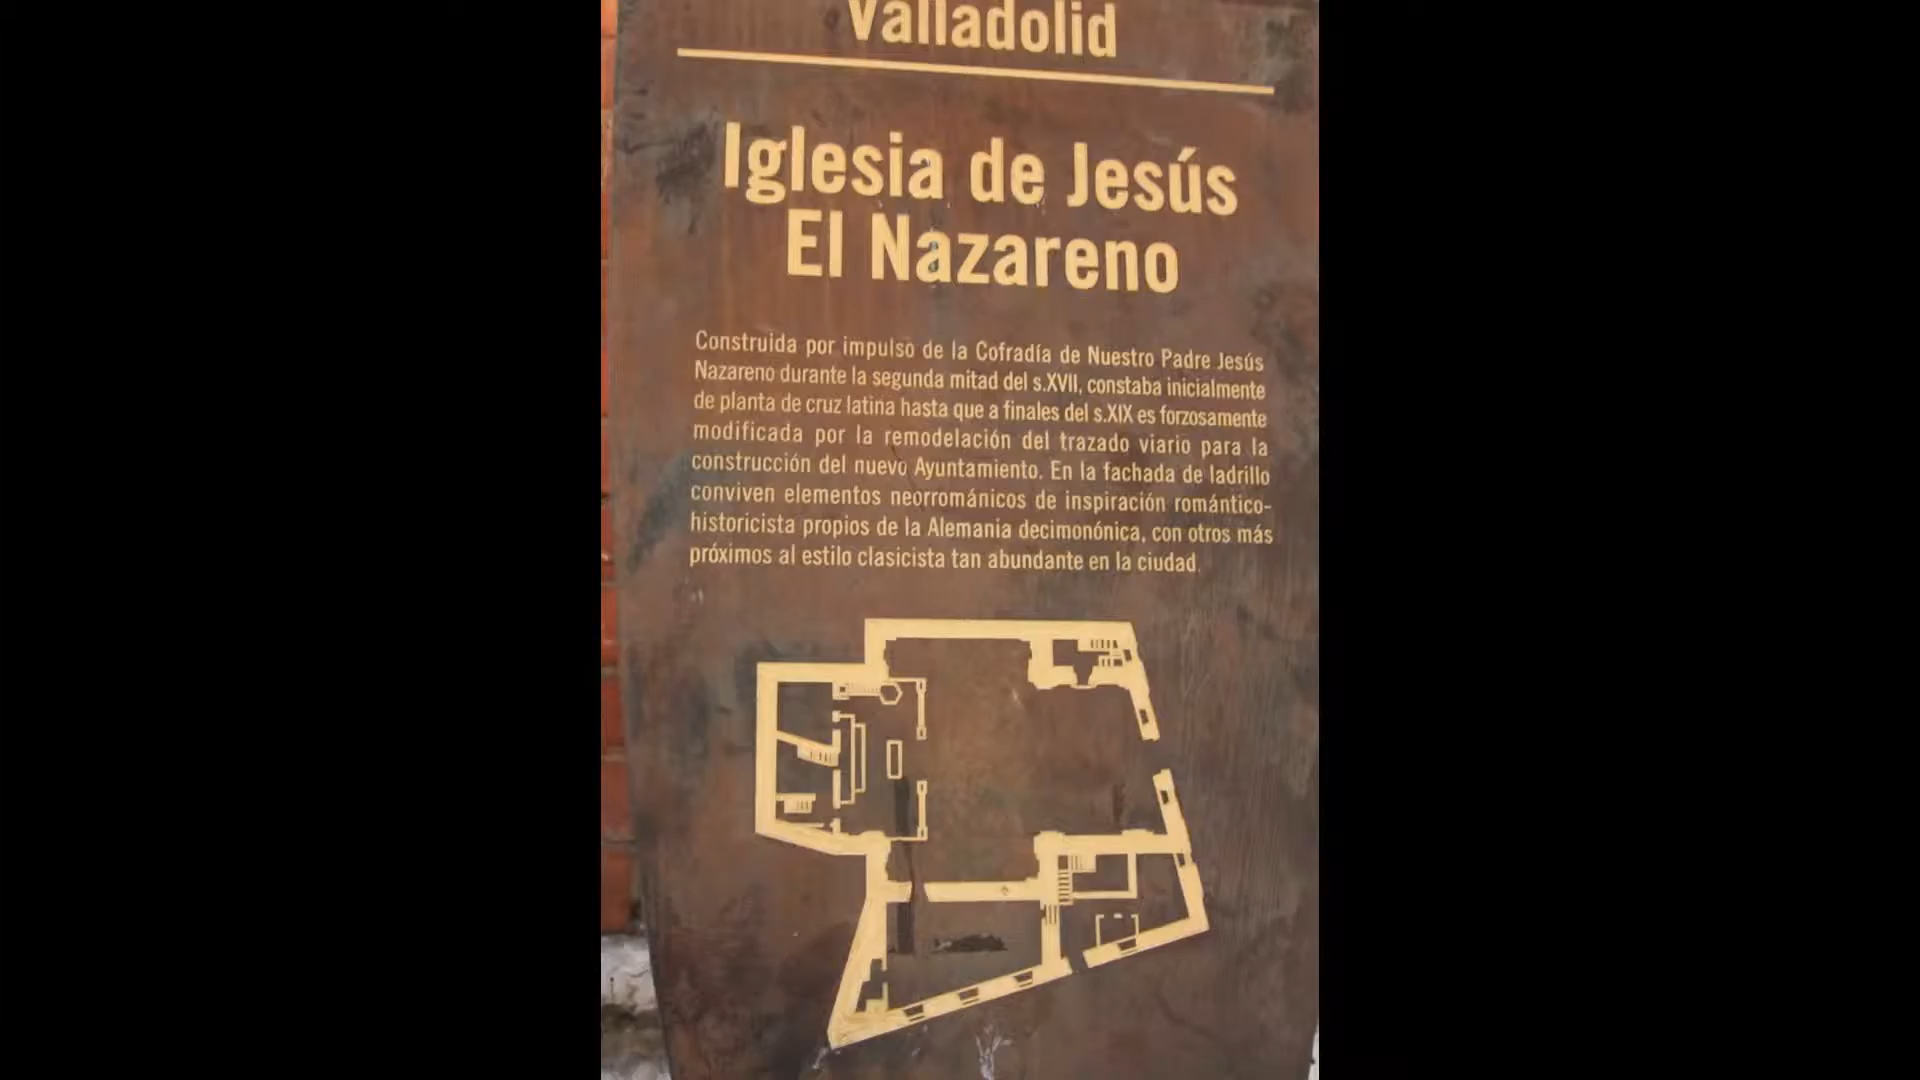 Valladolid
Iglesia de Jesús
El Nazareno
Construida por impulso de la Cofradía de Nuestro Padre Jesús
Nazareno durante la segunda mitad del s.XVII, constaba inicialmente
de planta de cruz latina hasta que a finales del s.XIX es forzosamente
modificada por la remodelación del trazado viario para la
construcción del nuevo Ayuntamiento. En la fachada de ladrillo
conviven elementos neorrománicos de inspiración romántico-
historicista propios de la Alemania decimonónica, con otros más
próximos al estilo clasicista tan abundante en la ciudad.